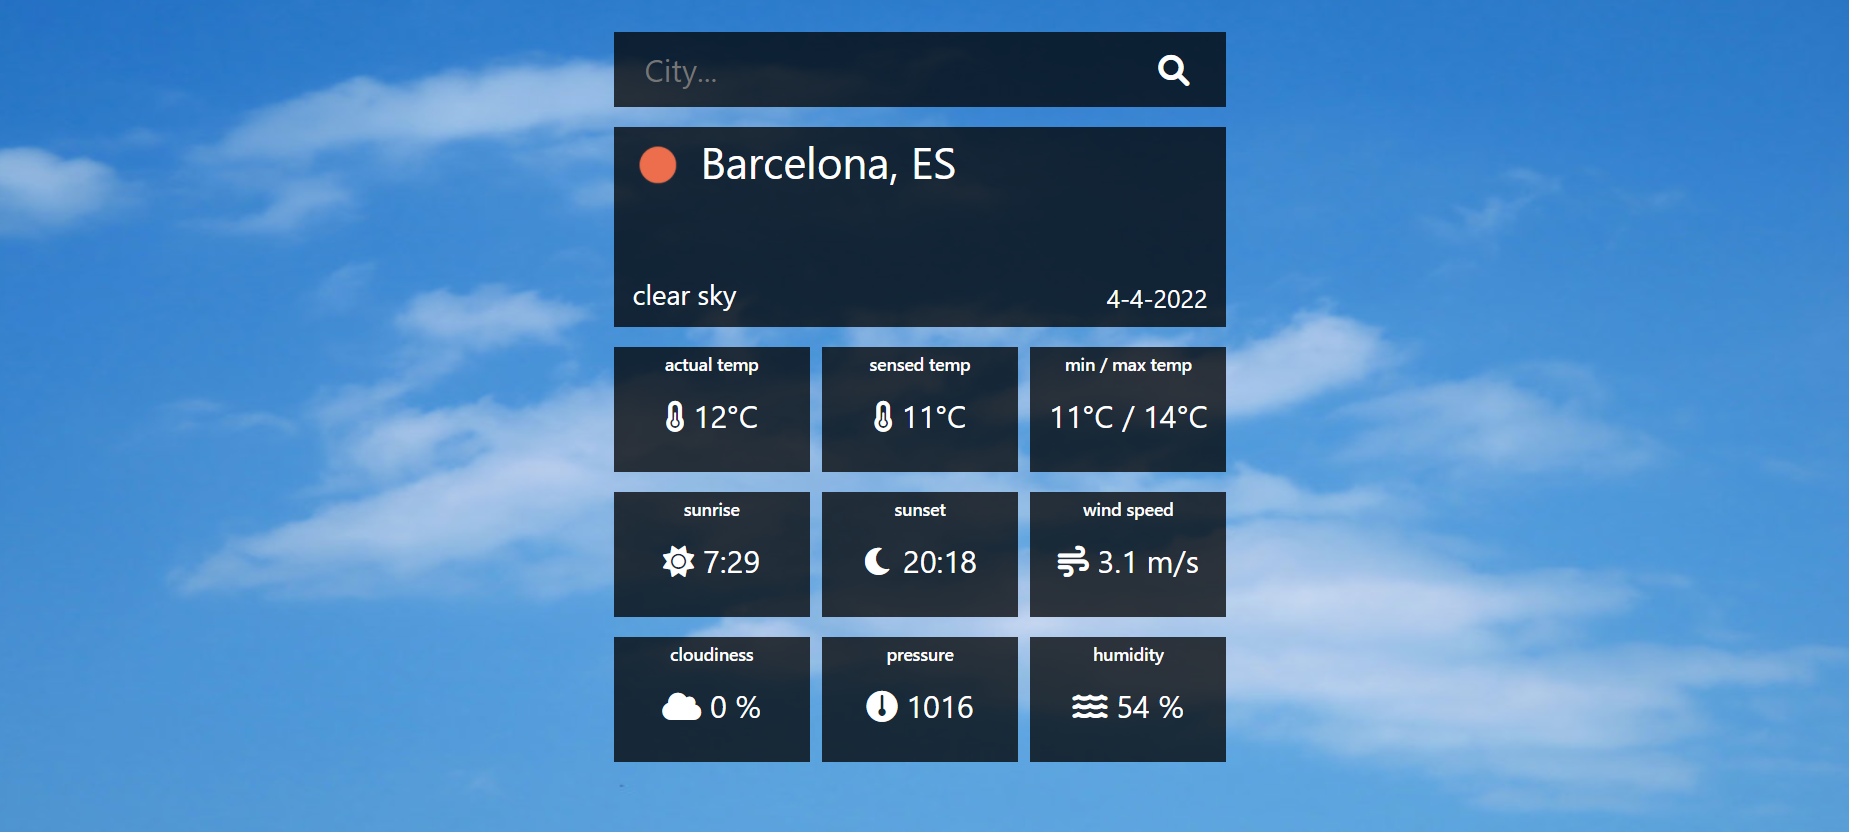 City...
Barcelona, ES
clear sky
4-4-2022
actual temp
12°C
sensed temp
11°C
min / max temp
11°C / 14°C
sunrise
7:29
sunset
20:18
wind speed
3.1 m/s
cloudiness
0 %
pressure
1016
humidity
54 %